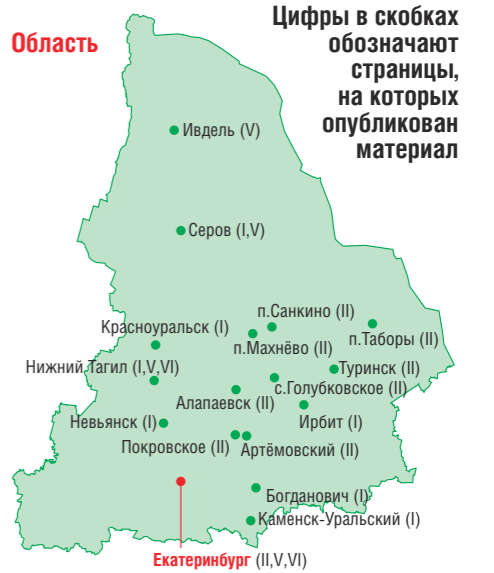 Цифры в скобках
обозначают
страницы,
на которых
опубликован
материал
Область
Ивдель (V)
Серов (I,V)
п.Санкино (II)
Красноуральск (I)
п.Махнёво (II)
п.Таборы (II)
Нижний Тагил (I,V,VI)
Туринск (II)
с.Голубковское (II)
Алапаевск (II)
Ирбит (I)
Невьянск (I)
Покровское (II)
Артёмовский (II)
Богданович (I)
Каменск-Уральский (I)
Екатеринбург (II,V,VI)